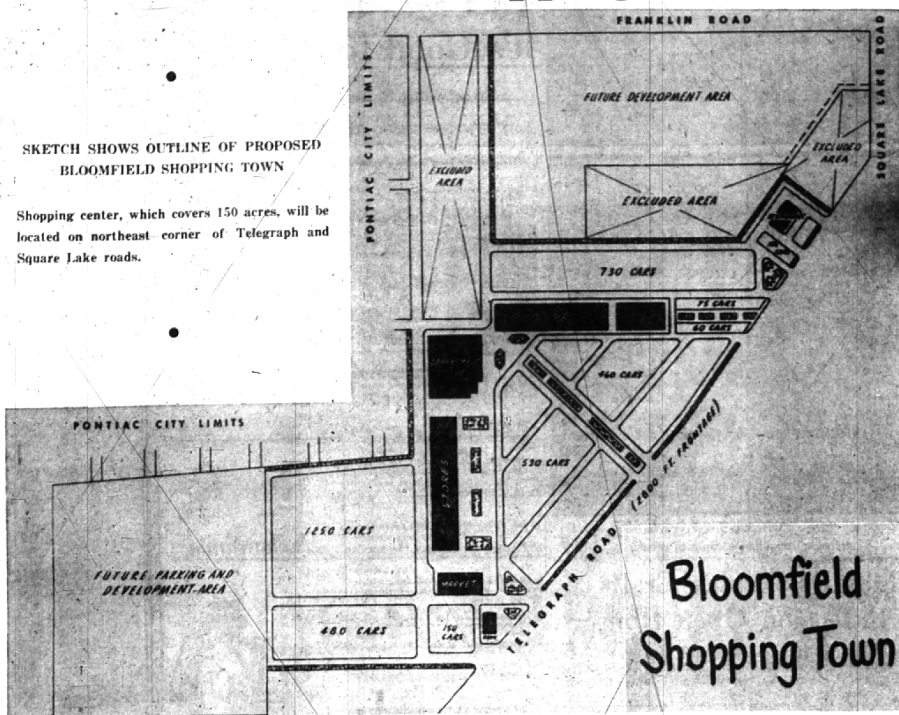 FRANKLIN ROAD
SQUARE LAKE ROAD
PONTIAC CITY LIMITS
SKETCH SHOWS OUTLINE OF PROPOSED
BLOOMFIELD SHOPPING TOWN
Shopping center, which covers 150 acres, will be
located on northeast corner of Telegraph and
Square Lake roads.
FUTURE DEVELOPMENT AREA
EXCLUDED
AREA
EXCLUDED
AREA
EXCLUDED AREA
730 CARS
75 CARS
60 CARS
460 CARS
530 CARS
PONTIAC CITY LIMITS
STORES
1250 CARS
FUTURE PARKING AND
DEVELOPMENT AREA
MARKET
480 CARS
150
CARS
TELEGRAPH ROAD (2800 FT. FRONTAGE)
Bloomfield
Shopping Town